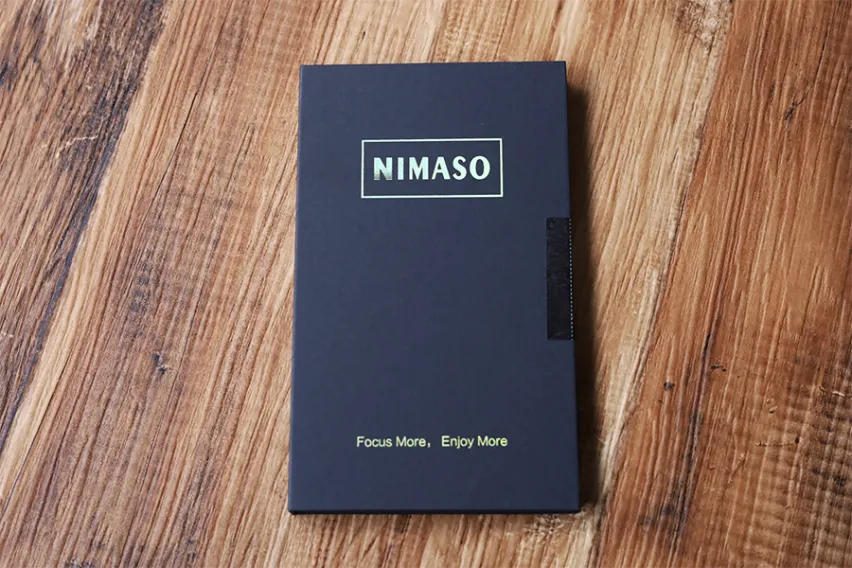 NIMASO
Focus More， Enjoy More